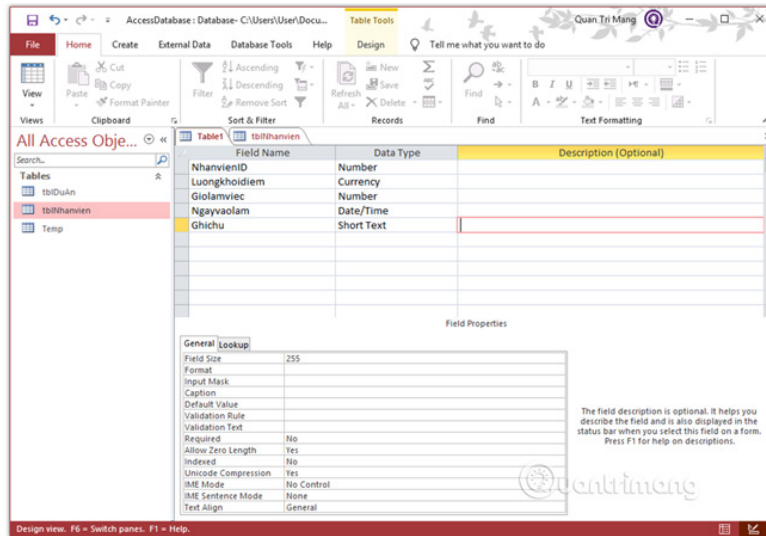 AccessDatabase : Database- C:\Users\User\Docu...
Table Tools
Quan Tri Mang
File Home Create External Data Database Tools Help Design Tell me what you want to do
View
Paste
Cut
Copy
Format Painter
Filter
Ascending
Descending
Remove Sort
Refresh All
New
Save
Delete
Find
B I U
A
Views Clipboard Sort & Filter Records Find Text Formatting
All Access Obje...
Search...
Tables
tblDuAn
tblNhanvien
Temp
Table1 tblNhanvien
Field Name Data Type Description (Optional)
NhanvienID Number
Luongkhoidiem Currency
Giolamviec Number
Ngayvaolam Date/Time
Ghichu Short Text
Field Properties
General Lookup
Field Size 255
Format
Input Mask
Caption
Default Value
Validation Rule
Validation Text
Required No
Allow Zero Length Yes
Indexed No
Unicode Compression Yes
IME Mode No Control
IME Sentence Mode None
Text Align General
The field description is optional. It helps you
describe the field and is also displayed in the
status bar when you select this field on a form.
Press F1 for help on descriptions.
Quantrimang
Design view. F6 = Switch panes. F1 = Help.